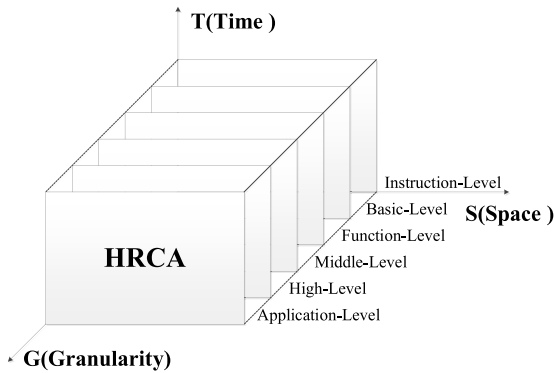 T(Time )
Instruction-Level
Basic-Level
S(Space )
Function-Level
HRCA
Middle-Level
High-Level
Application-Level
G(Granularity)